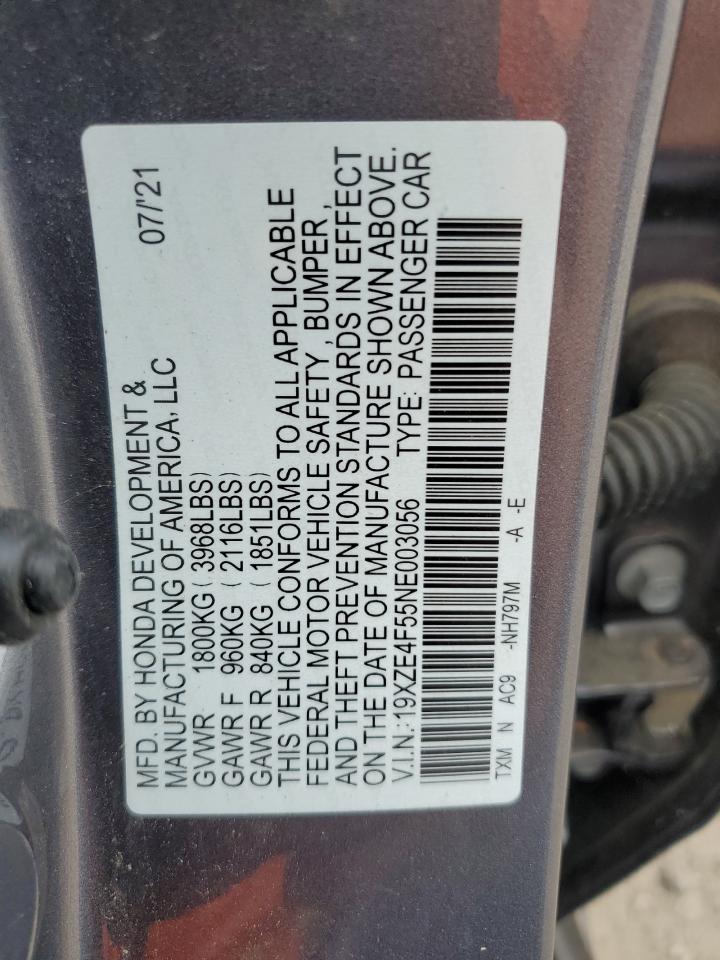 MFD. BY HONDA DEVELOPMENT & 07/'21
MANUFACTURING OF AMERICA, LLC
GVWR 1800KG ( 3968LBS)
GAWR F 960KG ( 2116LBS)
GAWR R 840KG ( 1851LBS)
THIS VEHICLE CONFORMS TO ALL APPLICABLE
FEDERAL MOTOR VEHICLE SAFETY , BUMPER ,
AND THEFT PREVENTION STANDARDS IN EFFECT
ON THE DATE OF MANUFACTURE SHOWN ABOVE.
V.I.N.: 19XZE4F55NE003056 TYPE: PASSENGER CAR
TXM N AC9 -NH797M -A -E